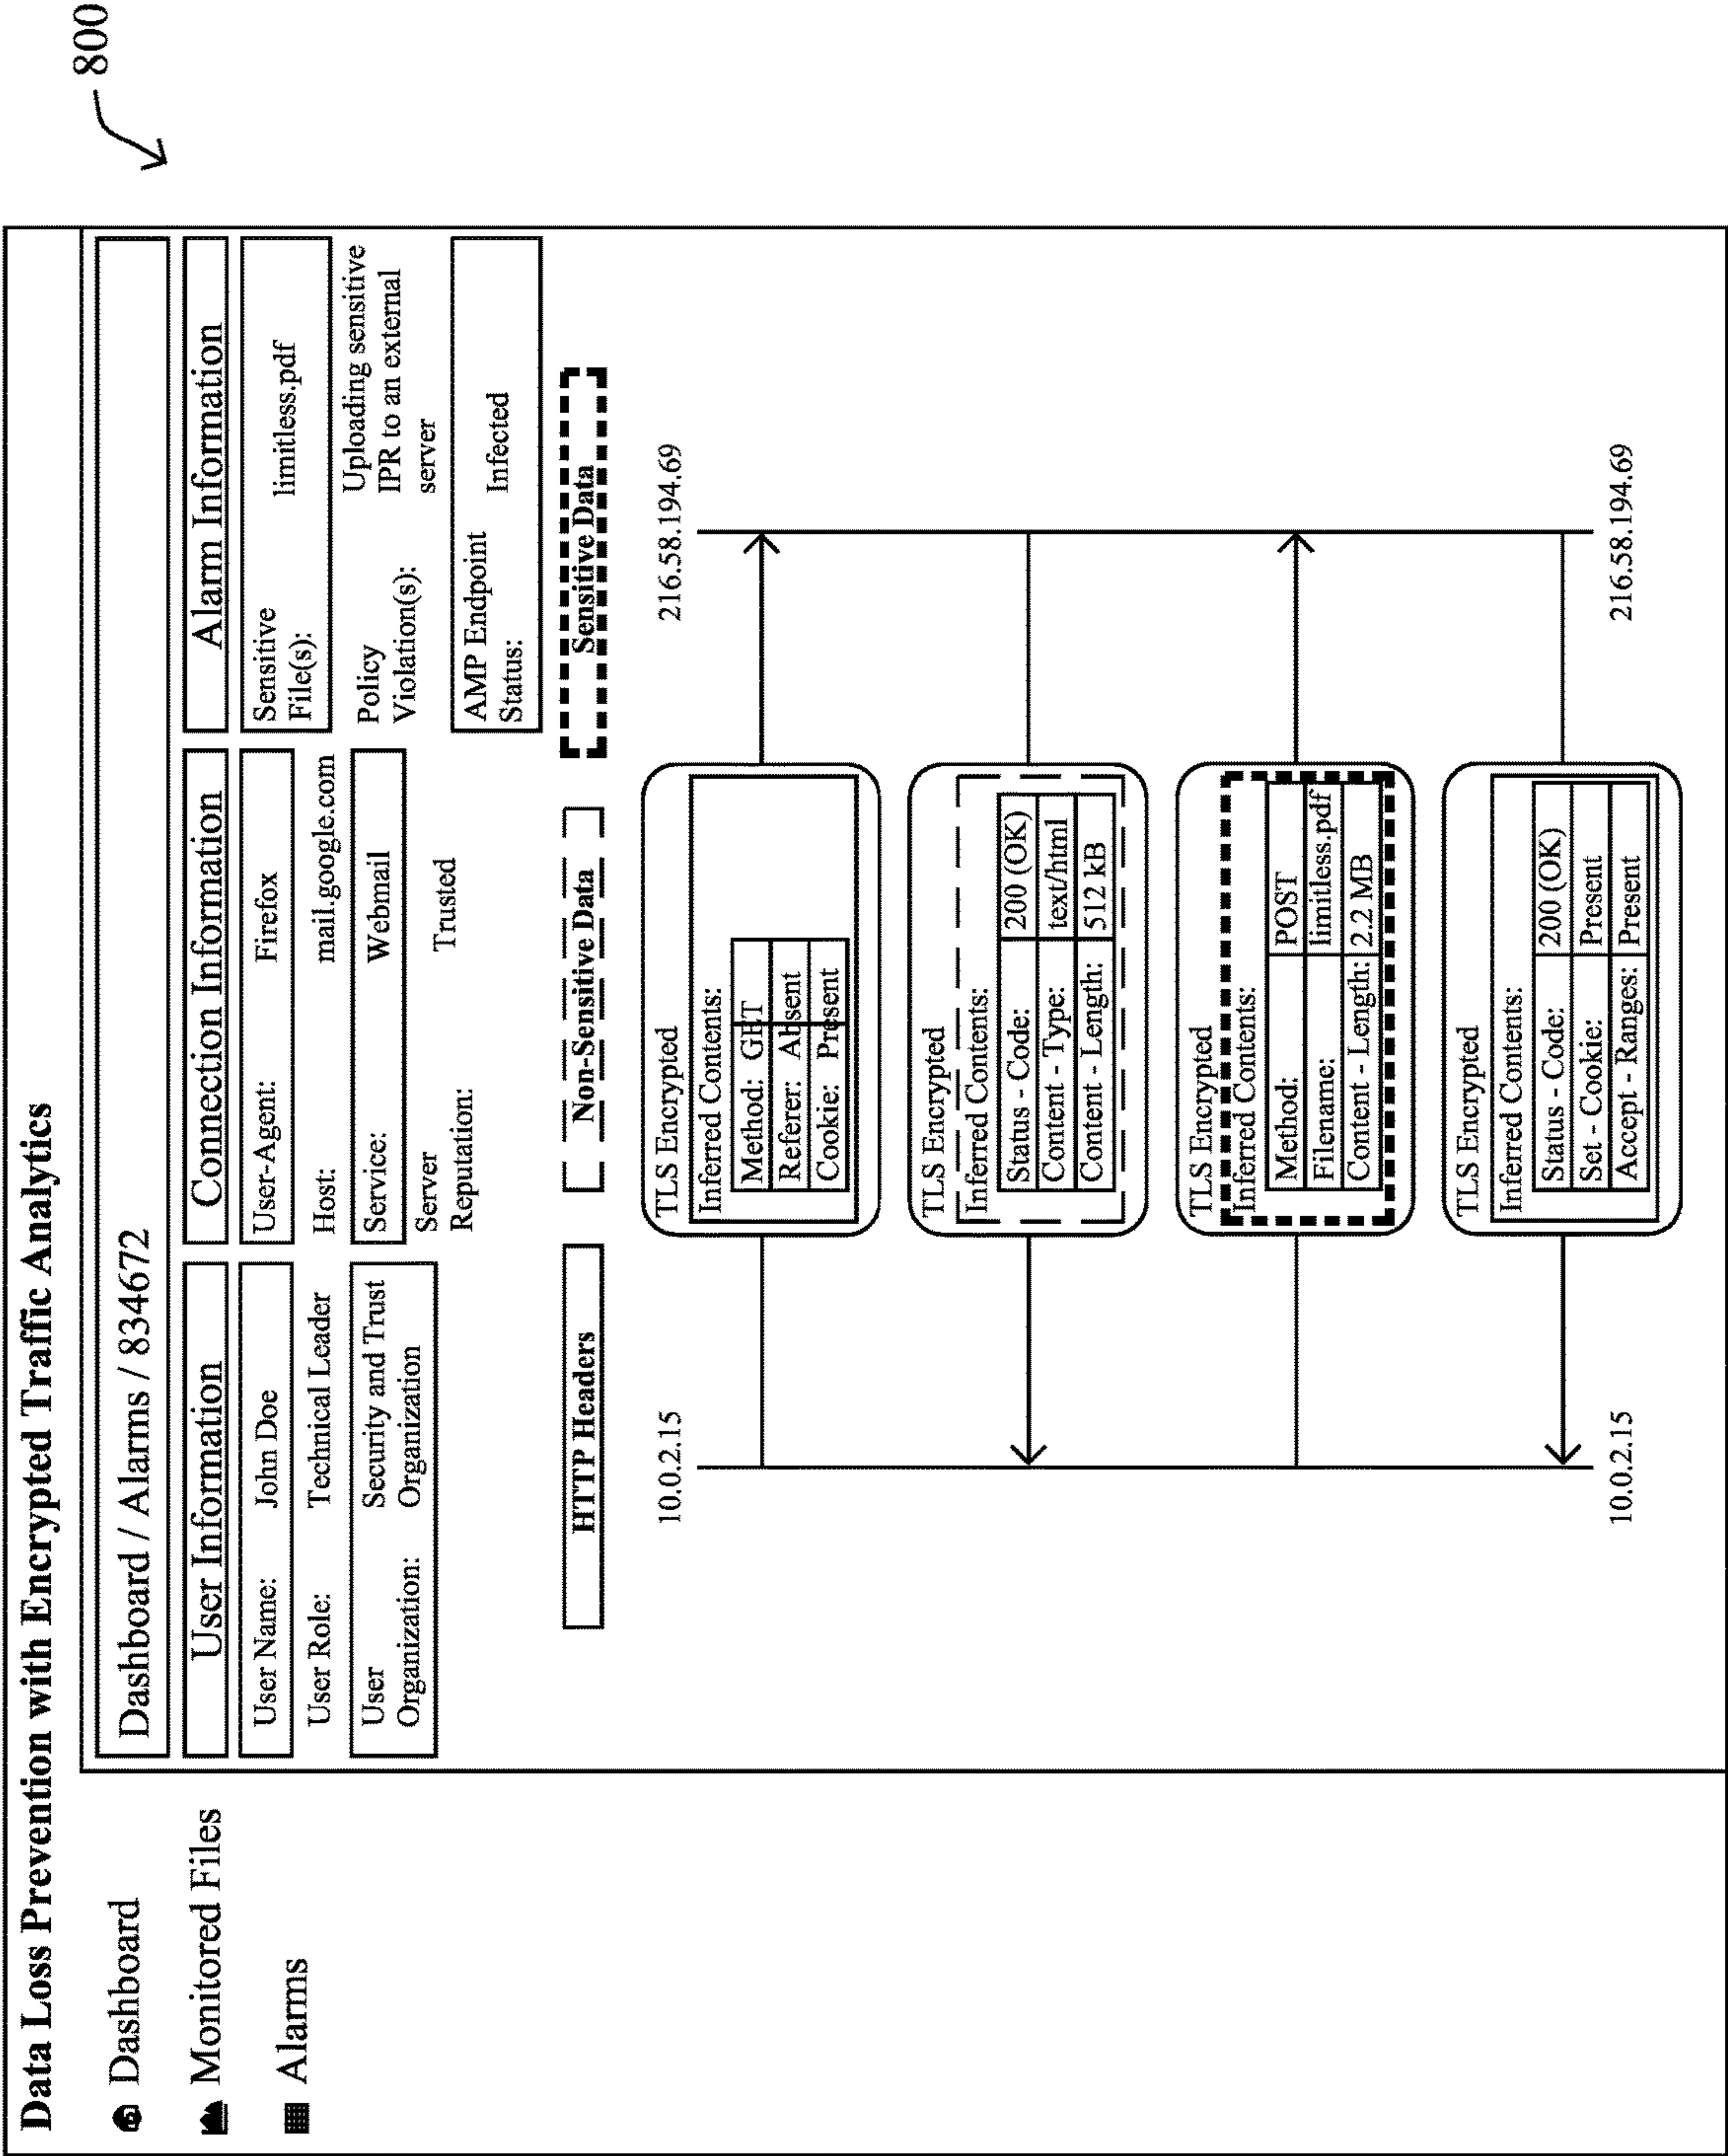 800
Data Loss Prevention with Encrypted Traffic Analytics
Dashboard
Monitored Files
Alarms
Dashboard / Alarms / 834672
User Information
User Name: John Doe
User Role: Technical Leader
User
Organization:
Security and Trust
Organization
Connection Information
User-Agent: Firefox
Host: mail.google.com
Service: Webmail
Server
Reputation:
Trusted
Alarm Information
Sensitive
File(s):
limitless.pdf
Policy
Violation(s):
Uploading sensitive
IPR to an external
server
AMP Endpoint
Status:
Infected
HTTP Headers
Non-Sensitive Data
Sensitive Data
10.0.2.15
216.58.194.69
TLS Encrypted
Inferred Contents:
Method: GET
Referer: Absent
Cookie: Present
TLS Encrypted
Inferred Contents:
Status - Code: 200 (OK)
Content - Type: text/html
Content - Length: 512 kB
TLS Encrypted
Inferred Contents:
Method: POST
Filename: limitless.pdf
Content - Length: 2.2 MB
TLS Encrypted
Inferred Contents:
Status - Code: 200 (OK)
Set - Cookie: Present
Accept - Ranges: Present
10.0.2.15
216.58.194.69